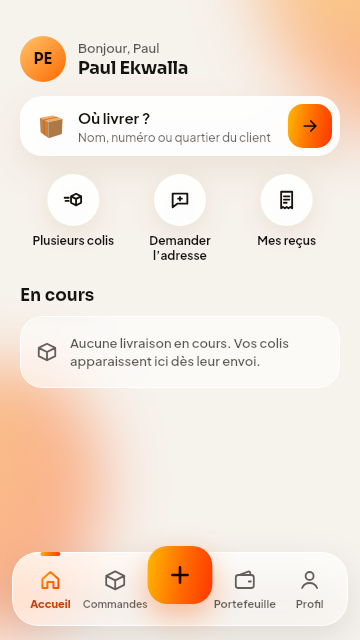 PE
Bonjour, Paul
Paul Ekwalla
Où livrer ?
Nom, numéro ou quartier du client
Plusieurs colis
Demander
l’adresse
Mes reçus
En cours
Aucune livraison en cours. Vos colis
apparaissent ici dès leur envoi.
Accueil
Commandes
Portefeuille
Profil